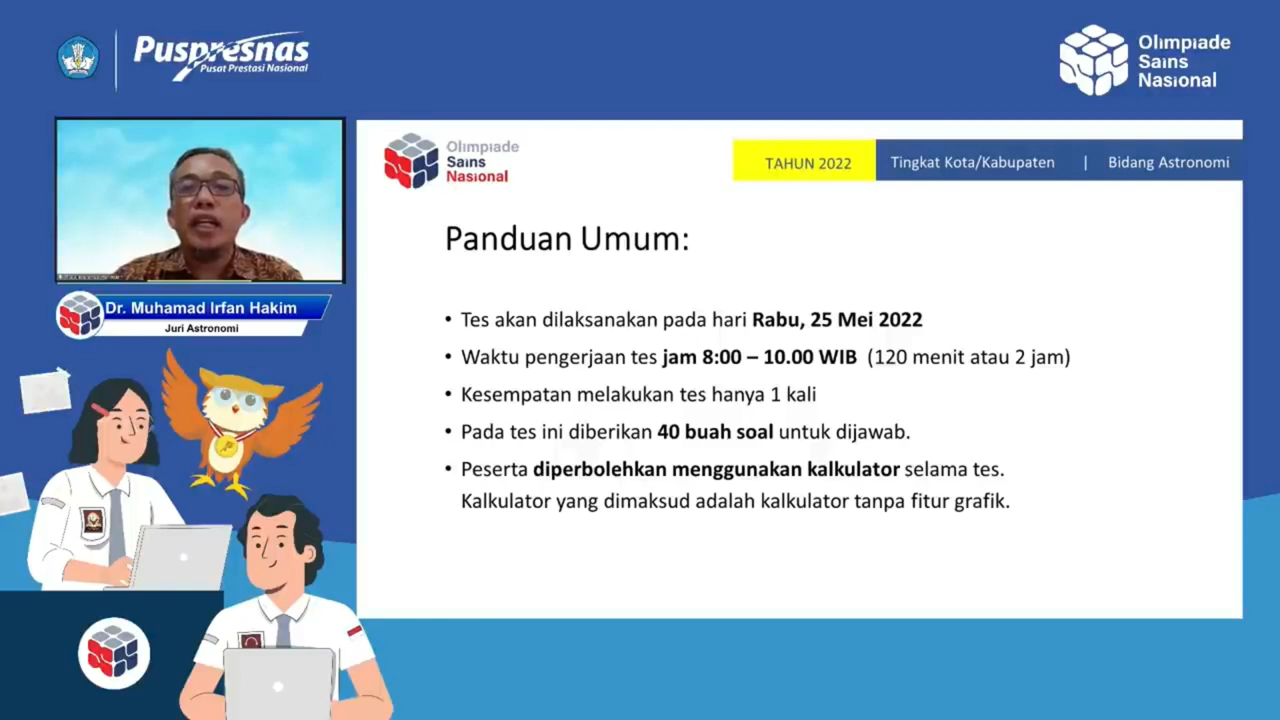 Puspresnas
Pusat Prestasi Nasional
Olimpiade
Sains
Nasional
Olimpiade
Sains
Nasional
TAHUN 2022
Tingkat Kota/Kabupaten | Bidang Astronomi
Panduan Umum:
• Tes akan dilaksanakan pada hari Rabu, 25 Mei 2022
• Waktu pengerjaan tes jam 8:00 – 10.00 WIB (120 menit atau 2 jam)
• Kesempatan melakukan tes hanya 1 kali
• Pada tes ini diberikan 40 buah soal untuk dijawab.
• Peserta diperbolehkan menggunakan kalkulator selama tes.
Kalkulator yang dimaksud adalah kalkulator tanpa fitur grafik.
Dr. Muhamad Irfan Hakim
Juri Astronomi